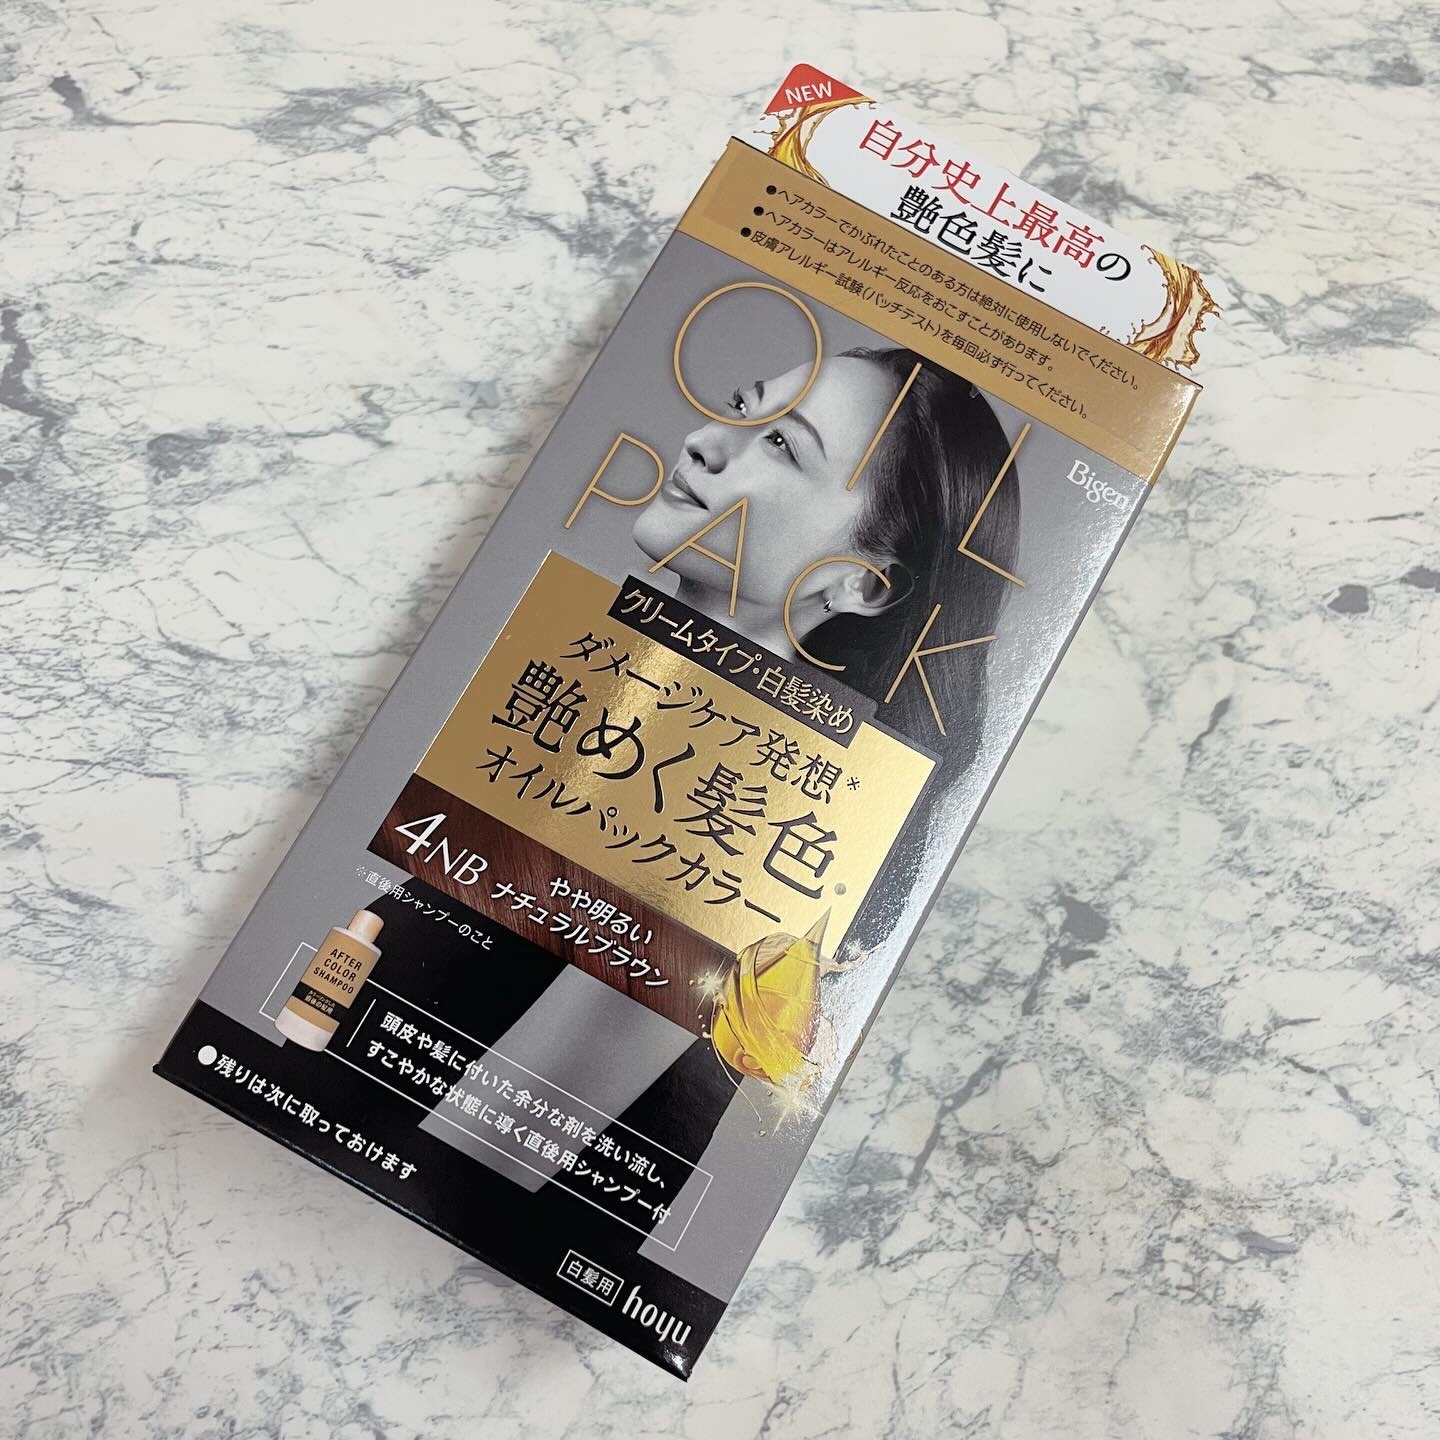 NEW
自分史上最高の
艶色髪に
●ヘアカラーでかぶれたことのある方は絶対に使用しないでください。
●ヘアカラーはアレルギー反応をおこすことがあります。
●皮膚アレルギー試験(パッチテスト)を毎回必ず行ってください。
Bigen
OIL
PACK
クリームタイプ・白髪染め
ダメージケア発想※
艶めく髪色
オイルパックカラー
4NB やや明るい
ナチュラルブラウン
※直後用シャンプーのこと
AFTER
COLOR
SHAMPOO
頭皮や髪に付いた余分な剤を洗い流し、
すこやかな状態に導く直後用シャンプー付
●残りは次に取っておけます
白髪用 hoyu